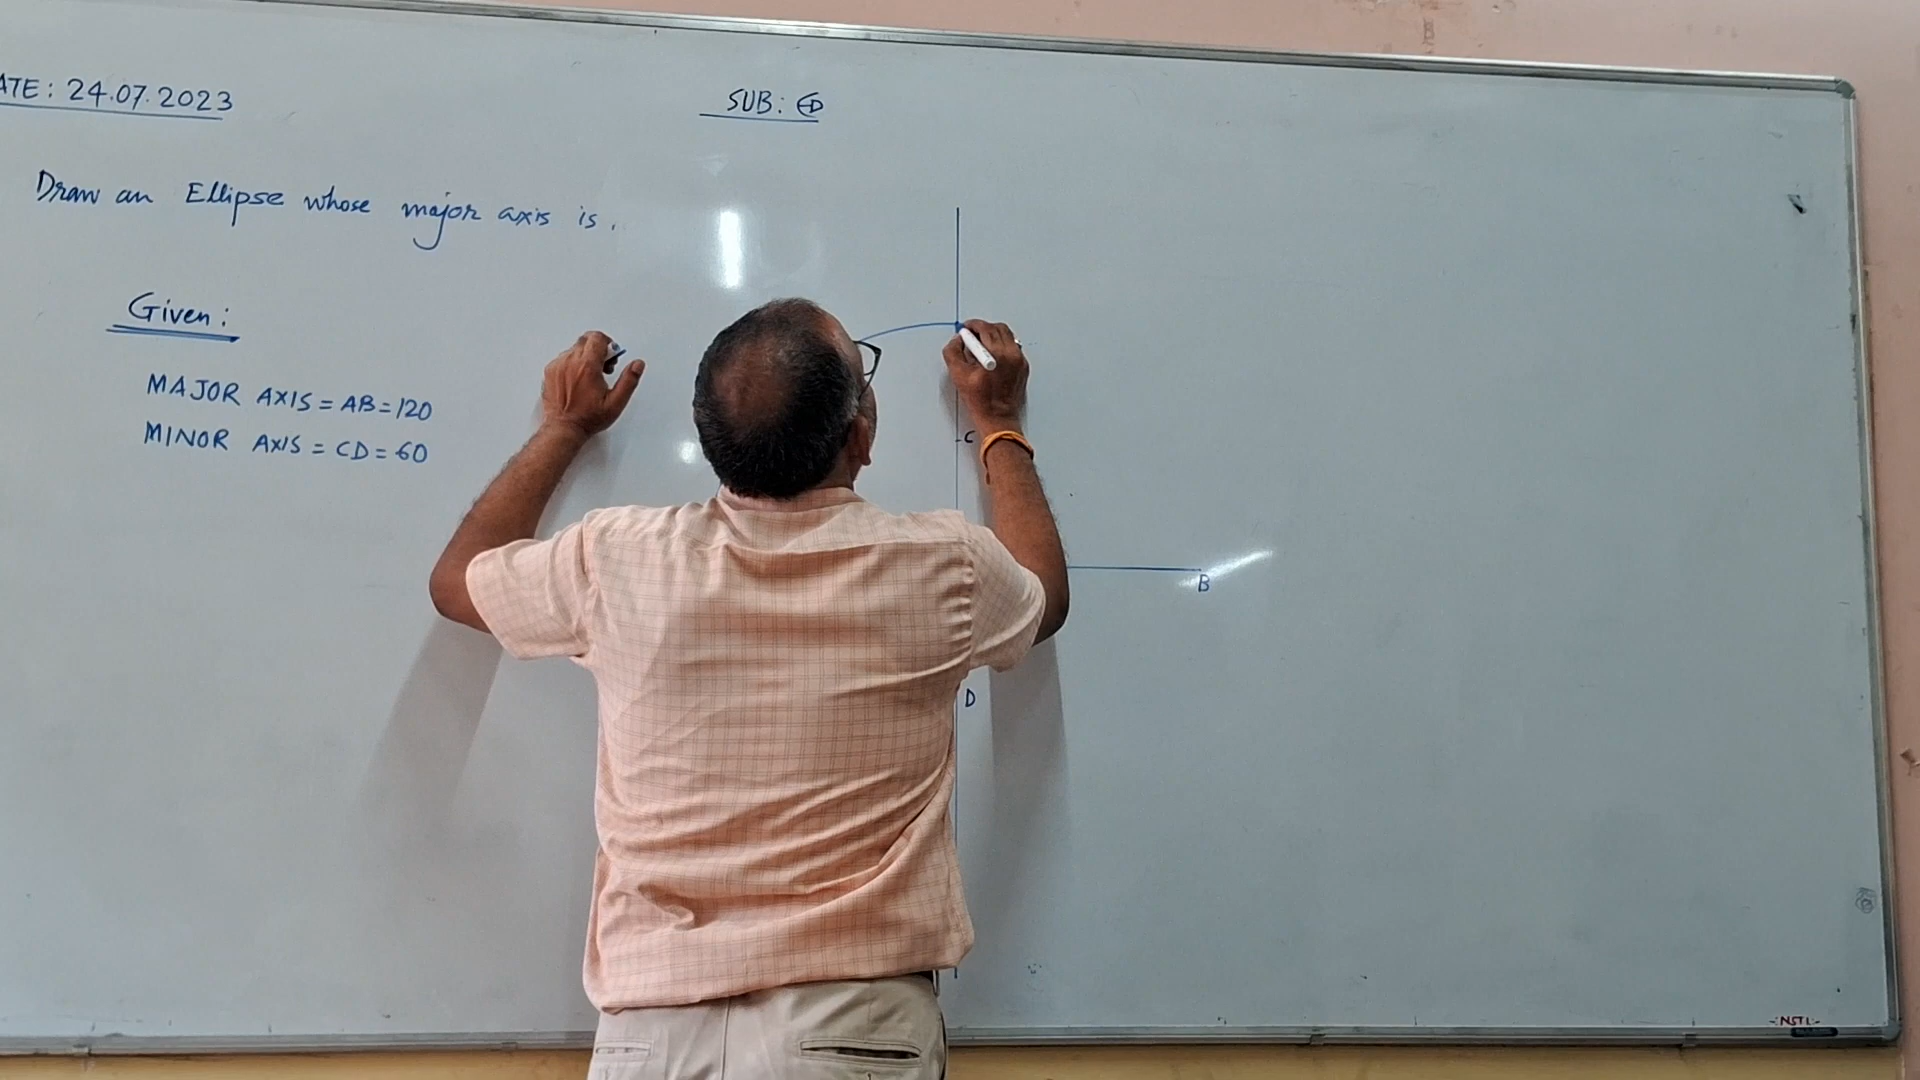 ATE: 24.07.2023
SUB: ED
Draw an Ellipse whose major axis is.
Given:
MAJOR AXIS = AB = 120
MINOR AXIS = CD = 60
C
B
D
NSTI